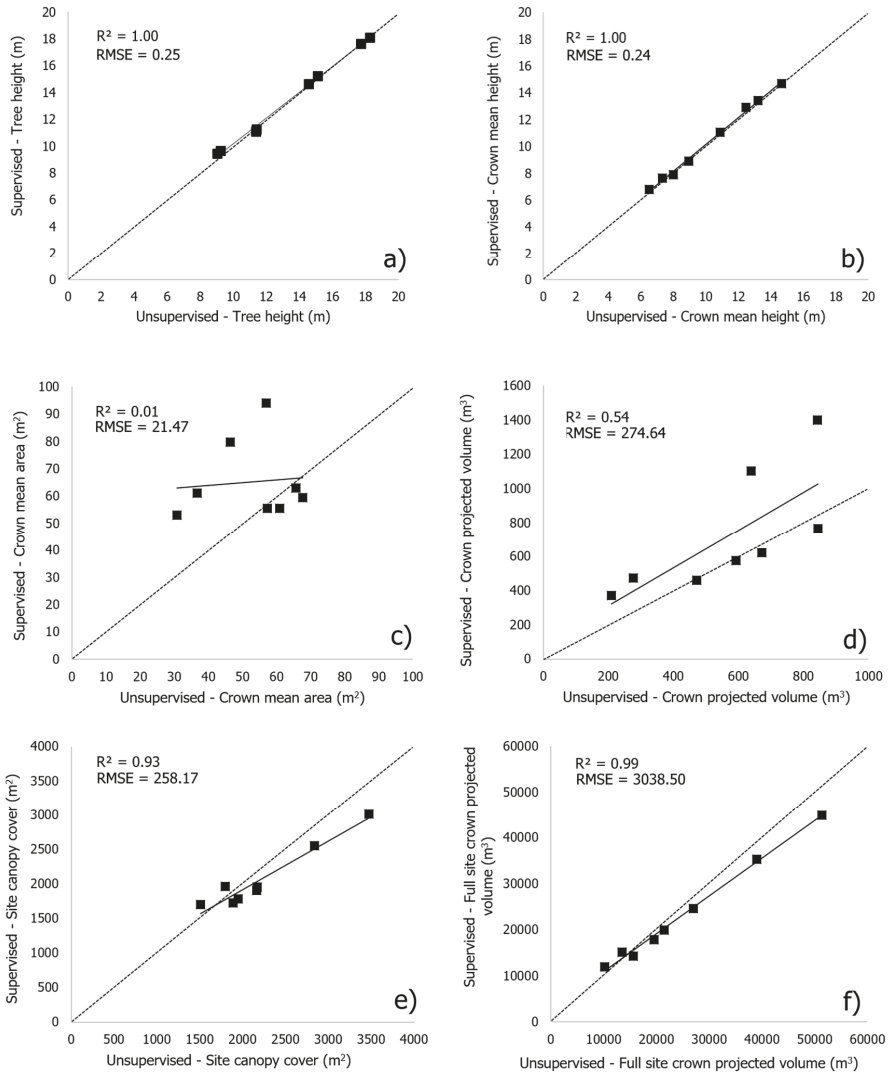 Supervised - Tree height (m)
20
18
16
14
12
10
8
6
4
2
0
R² = 1.00
RMSE = 0.25
a)
0 2 4 6 8 10 12 14 16 18 20
Unsupervised - Tree height (m)
Supervised - Crown mean height (m)
20
18
16
14
12
10
8
6
4
2
0
R² = 1.00
RMSE = 0.24
b)
0 2 4 6 8 10 12 14 16 18 20
Unsupervised - Crown mean height (m)
Supervised - Crown mean area (m²)
100
90
80
70
60
50
40
30
20
10
0
R² = 0.01
RMSE = 21.47
c)
0 10 20 30 40 50 60 70 80 90 100
Unsupervised - Crown mean area (m²)
Supervised - Crown projected volume (m³)
1600
1400
1200
1000
800
600
400
200
0
R² = 0.54
RMSE = 274.64
d)
0 200 400 600 800 1000
Unsupervised - Crown projected volume (m³)
Supervised - Site canopy cover (m²)
4000
3500
3000
2500
2000
1500
1000
500
0
R² = 0.93
RMSE = 258.17
e)
0 500 1000 1500 2000 2500 3000 3500 4000
Unsupervised - Site canopy cover (m²)
Supervised - Full site crown projected
volume (m³)
60000
50000
40000
30000
20000
10000
0
R² = 0.99
RMSE = 3038.50
f)
0 10000 20000 30000 40000 50000 60000
Unsupervised - Full site crown projected volume (m³)